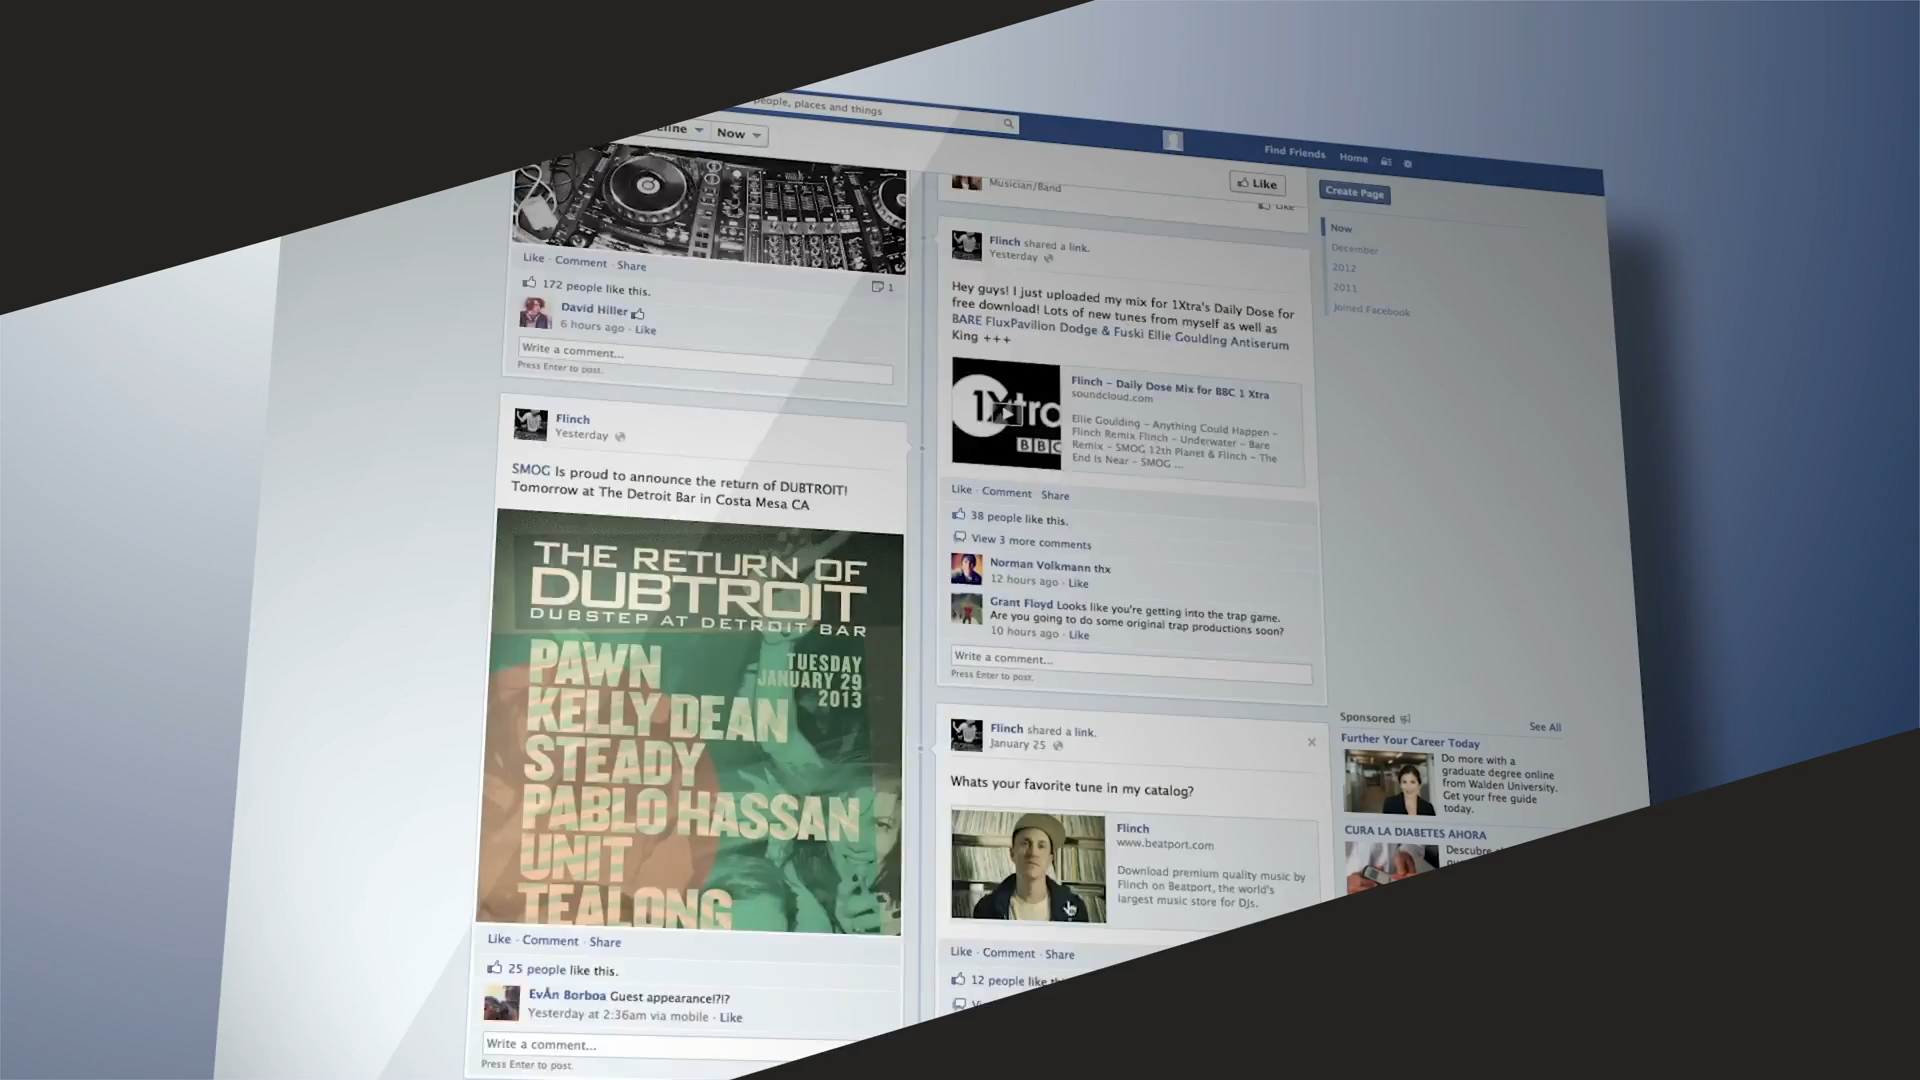 people, places and things
Now
Find Friends
Home
Like
Comment · Share
172 people like this.
1
David Hiller
6 hours ago · Like
Write a comment...
Press Enter to post.
Flinch
Yesterday
SMOG Is proud to announce the return of DUBTROIT!
Tomorrow at The Detroit Bar in Costa Mesa CA
THE RETURN OF
DUBTROIT
DUBSTEP AT DETROIT BAR
TUESDAY
JANUARY 29
2013
PAWN
KELLY DEAN
STEADY
PABLO HASSAN
UNIT
TEALONG
Like · Comment · Share
25 people like this.
EvÅn Borboa Guest appearance!?!?
Yesterday at 2:36am via mobile · Like
Write a comment...
Press Enter to post.
Musician/Band
Like
Like
Flinch shared a link.
Yesterday
Hey guys! I just uploaded my mix for 1Xtra's Daily Dose for
free download! Lots of new tunes from myself as well as
BARE FluxPavilion Dodge & Fuski Ellie Goulding Antiserum
King +++
1Xtra
BBC
Flinch - Daily Dose Mix for BBC 1 Xtra
soundcloud.com
Ellie Goulding - Anything Could Happen -
Flinch Remix Flinch - Underwater - Bare
Remix - SMOG 12th Planet & Flinch - The
End Is Near - SMOG ...
Like · Comment · Share
38 people like this.
View 3 more comments
Norman Volkmann thx
12 hours ago · Like
Grant Floyd Looks like you're getting into the trap game.
Are you going to do some original trap productions soon?
10 hours ago · Like
Write a comment...
Press Enter to post.
Flinch shared a link.
January 25
Whats your favorite tune in my catalog?
Flinch
www.beatport.com
Download premium quality music by
Flinch on Beatport, the world's
largest music store for DJs.
Like · Comment · Share
12 people like
Create Page
Now
December
2012
2011
Joined Facebook
Sponsored
See All
Further Your Career Today
Do more with a
graduate degree online
from Walden University.
Get your free guide
today.
CURA LA DIABETES AHORA
Descubre